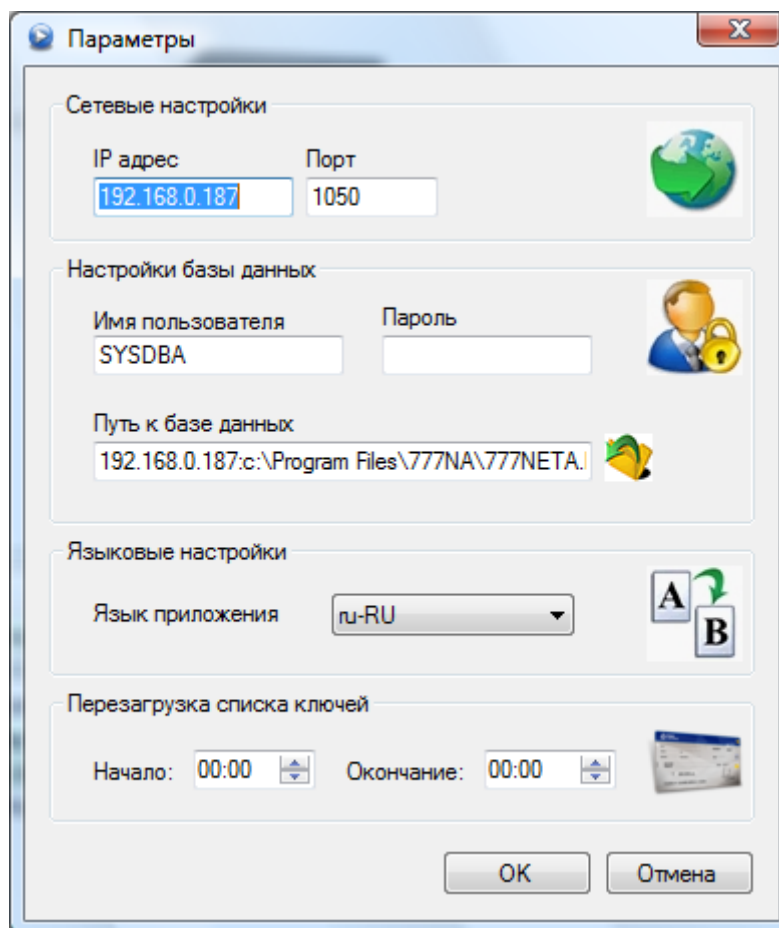 Параметры
Сетевые настройки
IP адрес Порт
192.168.0.187 1050
Настройки базы данных
Имя пользователя Пароль
SYSDBA
Путь к базе данных
192.168.0.187:c:\Program Files\777NA\777NETA.
Языковые настройки
Язык приложения ru-RU
A
B
Перезагрузка списка ключей
Начало: 00:00 Окончание: 00:00
OK Отмена